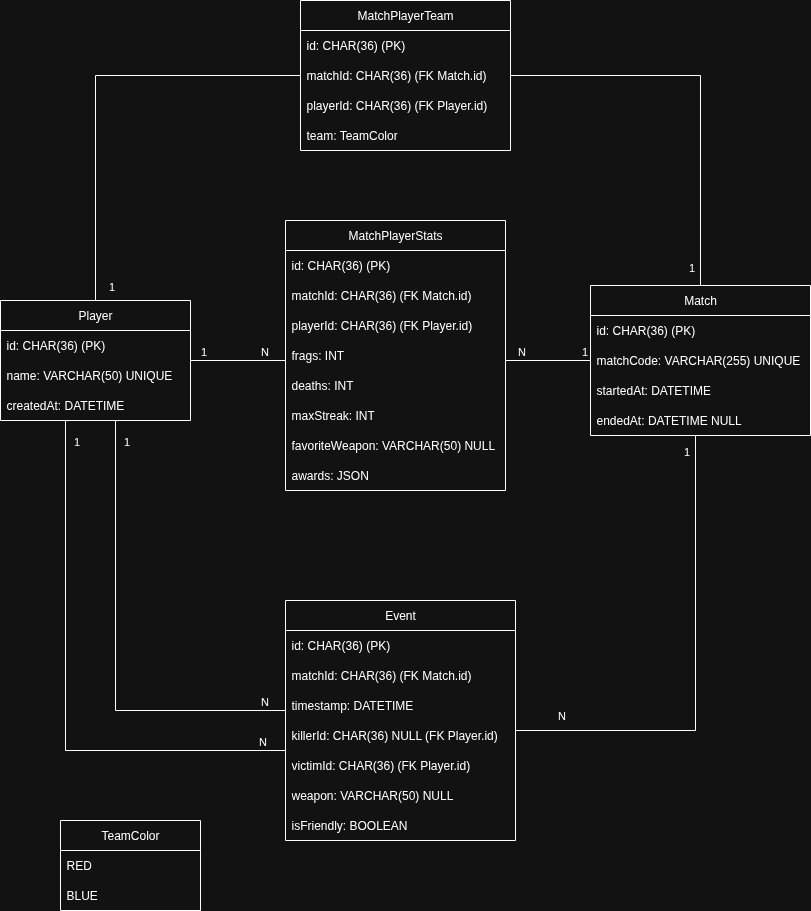 MatchPlayerTeam
id: CHAR(36) (PK)
matchId: CHAR(36) (FK Match.id)
playerId: CHAR(36) (FK Player.id)
team: TeamColor
1
1
MatchPlayerStats
id: CHAR(36) (PK)
matchId: CHAR(36) (FK Match.id)
playerId: CHAR(36) (FK Player.id)
frags: INT
deaths: INT
maxStreak: INT
favoriteWeapon: VARCHAR(50) NULL
awards: JSON
Player
id: CHAR(36) (PK)
name: VARCHAR(50) UNIQUE
createdAt: DATETIME
1
N
N
1
Match
id: CHAR(36) (PK)
matchCode: VARCHAR(255) UNIQUE
startedAt: DATETIME
endedAt: DATETIME NULL
1
1
1
Event
id: CHAR(36) (PK)
matchId: CHAR(36) (FK Match.id)
timestamp: DATETIME
killerId: CHAR(36) NULL (FK Player.id)
victimId: CHAR(36) (FK Player.id)
weapon: VARCHAR(50) NULL
isFriendly: BOOLEAN
N
N
N
TeamColor
RED
BLUE